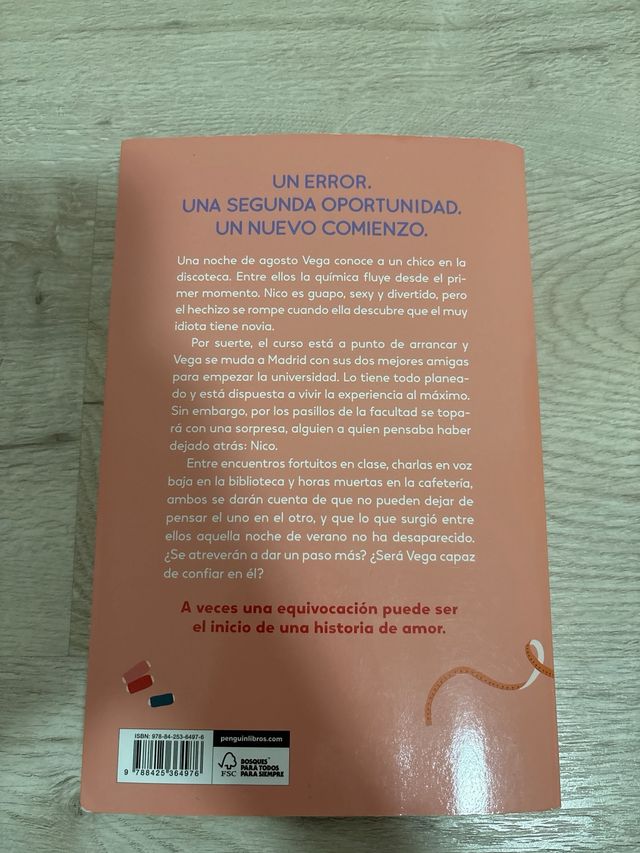 UN ERROR.
UNA SEGUNDA OPORTUNIDAD.
UN NUEVO COMIENZO.
Una noche de agosto Vega conoce a un chico en la
discoteca. Entre ellos la química fluye desde el pri-
mer momento. Nico es guapo, sexy y divertido, pero
el hechizo se rompe cuando ella descubre que el muy
idiota tiene novia.
Por suerte, el curso está a punto de arrancar y
Vega se muda a Madrid con sus dos mejores amigas
para empezar la universidad. Lo tiene todo planea-
do y está dispuesta a vivir la experiencia al máximo.
Sin embargo, por los pasillos de la facultad se topa-
rá con una sorpresa, alguien a quien pensaba haber
dejado atrás: Nico.
Entre encuentros fortuitos en clase, charlas en voz
baja en la biblioteca y horas muertas en la cafetería,
ambos se darán cuenta de que no pueden dejar de
pensar el uno en el otro, y que lo que surgió entre
ellos aquella noche de verano no ha desaparecido.
¿Se atreverán a dar un paso más? ¿Será Vega capaz
de confiar en él?
A veces una equivocación puede ser
el inicio de una historia de amor.
ISBN: 978-84-253-6497-6
9 788425 364976
penguinlibros.com
FSC
BOSQUES
PARA TODOS
PARA SIEMPRE